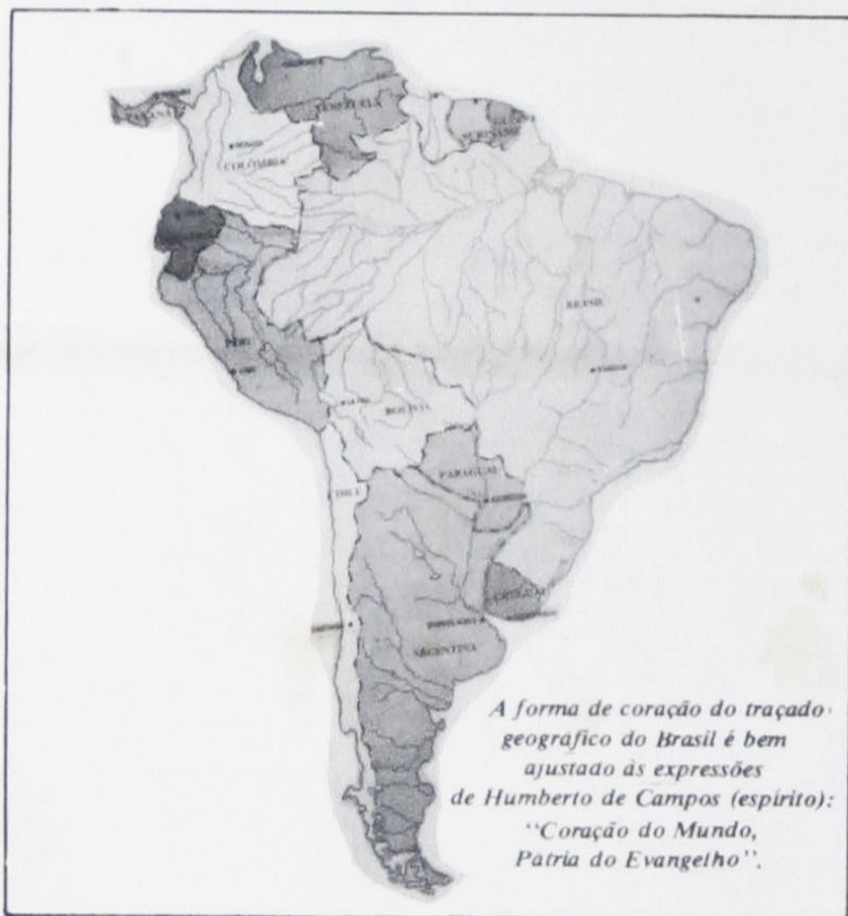 VENEZUELA
COLÔMBIA
BRASIL
PERU
BOLÍVIA
PARAGUAI
CHILE
ARGENTINA
A forma de coração do traçado
geográfico do Brasil é bem
ajustado às expressões
de Humberto de Campos (espírito):
"Coração do Mundo,
Pátria do Evangelho".